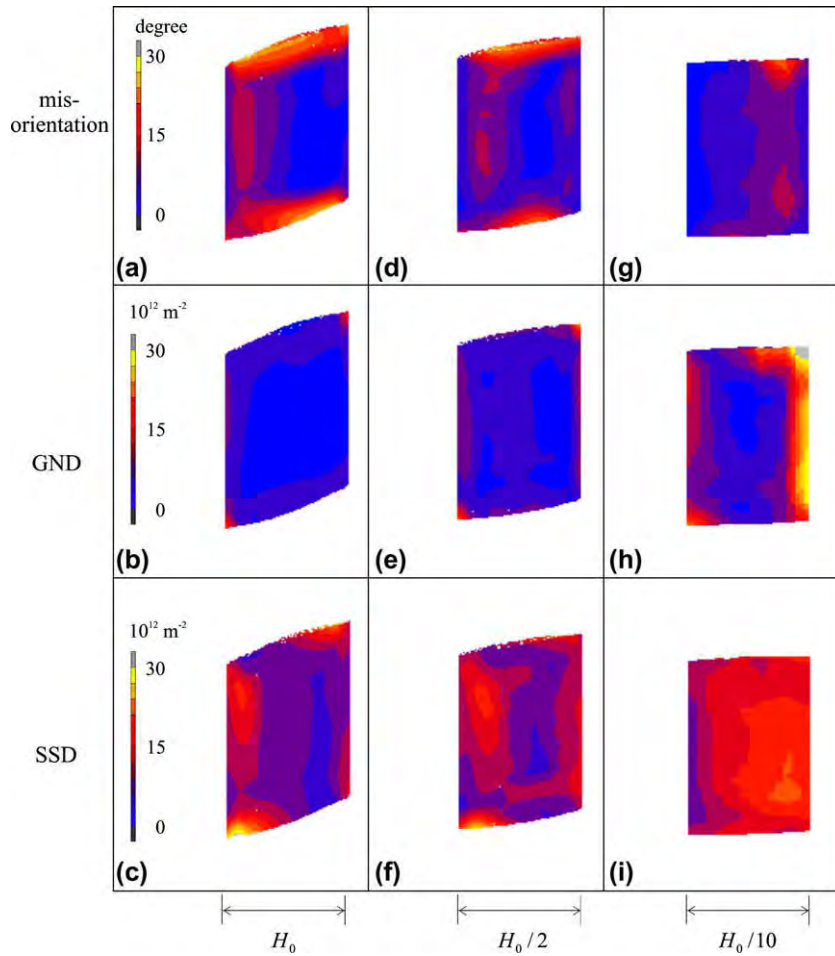 degree
30
15
0
mis-
orientation
(a)
(d)
(g)
10¹² m⁻²
30
15
0
GND
(b)
(e)
(h)
10¹² m⁻²
30
15
0
SSD
(c)
(f)
(i)
H₀
H₀/2
H₀/10